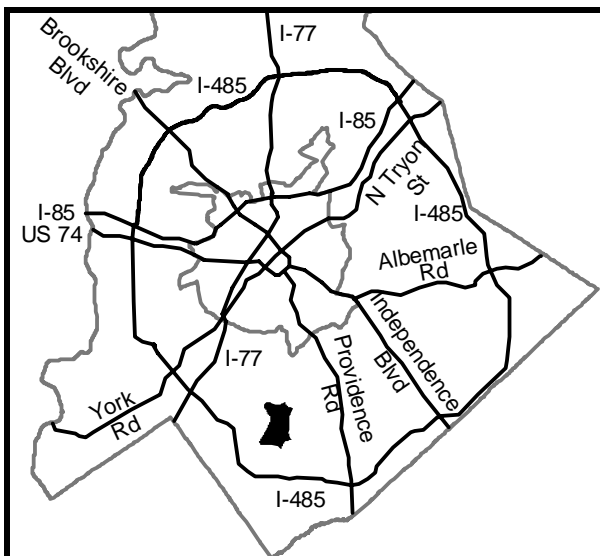 I-77
Brookshire
Blvd
I-485
I-85
N Tryon
St
I-85
US 74
I-485
Albemarle
Rd
Independence
Blvd
Providence
Rd
I-77
York
Rd
I-485